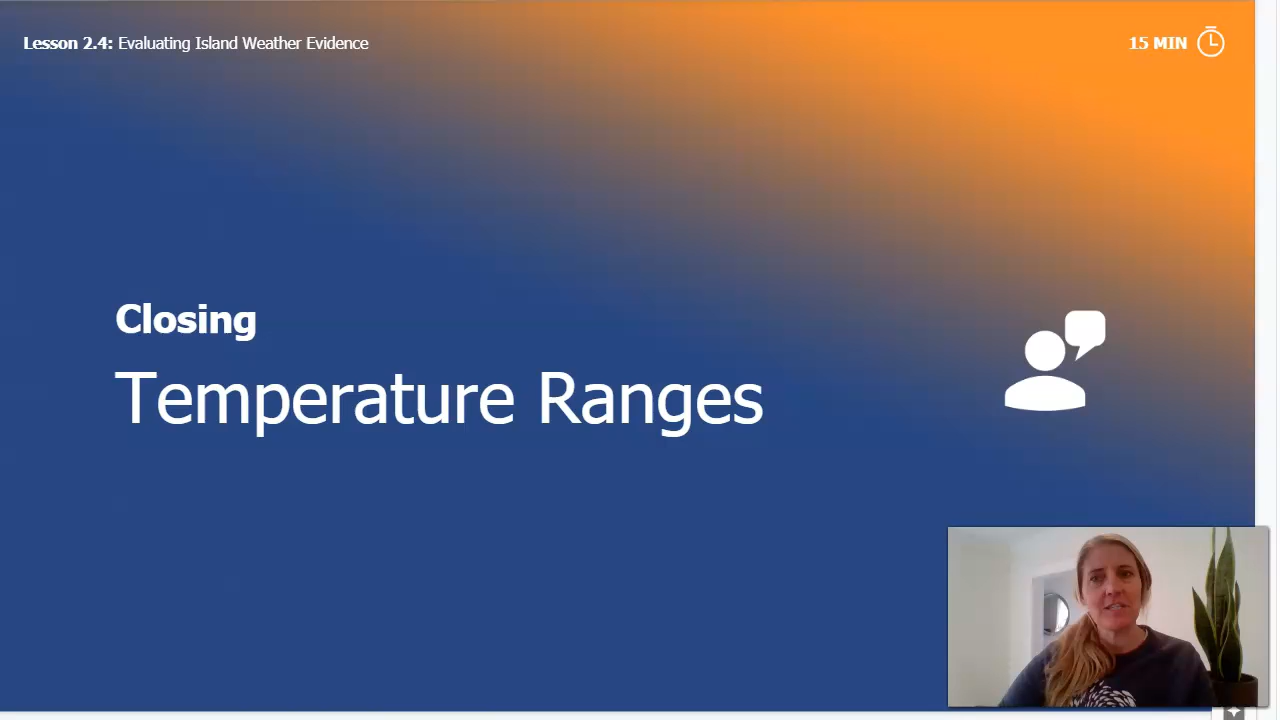 Lesson 2.4: Evaluating Island Weather Evidence
15 MIN
Closing
Temperature Ranges